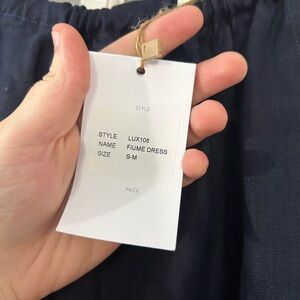 STYLE
STYLE LUX108
NAME FIUME DRESS
SIZE S-M
PRICE